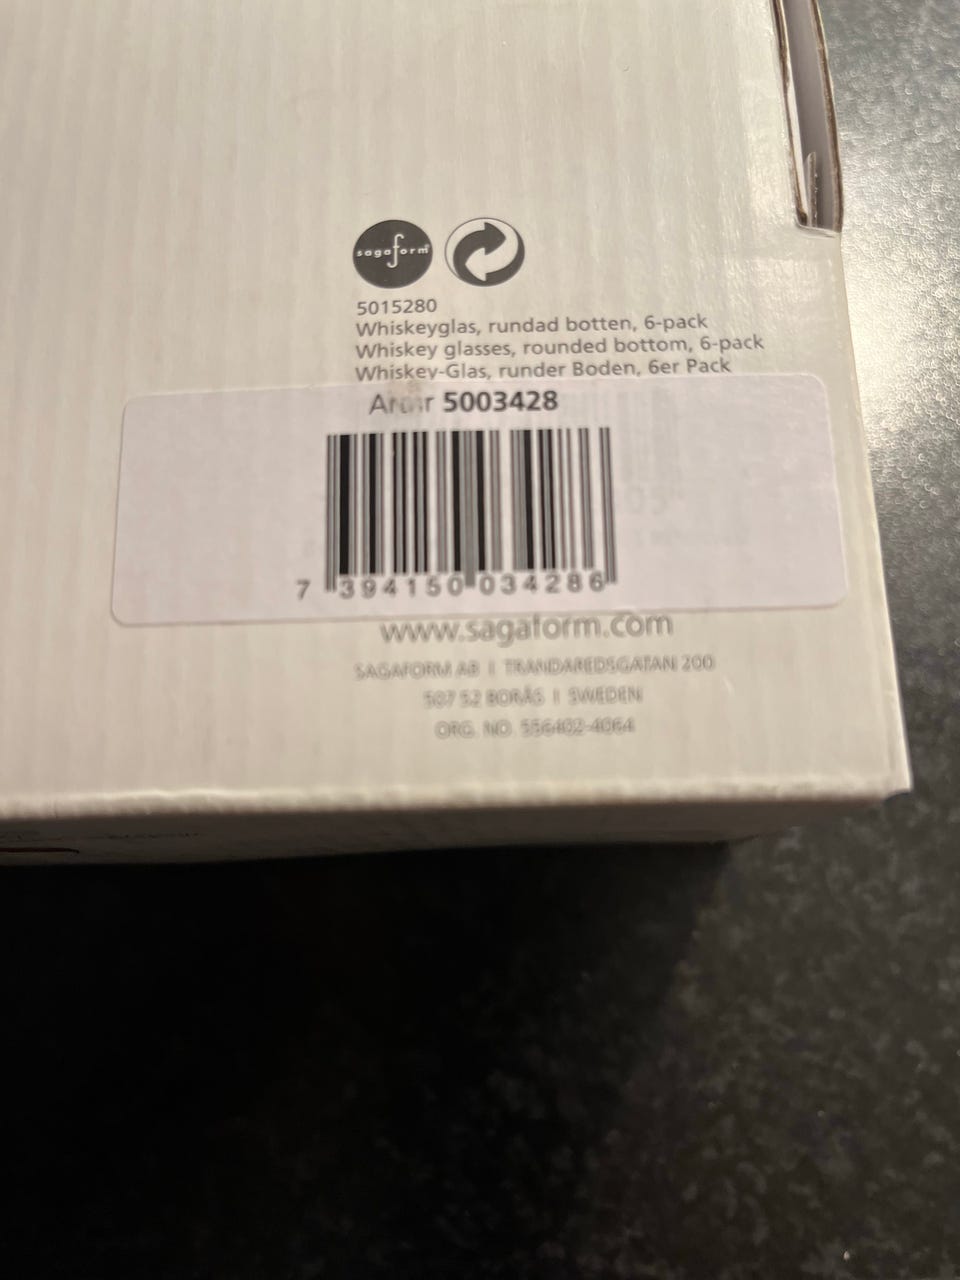 sagaform
5015280
Whiskeyglas, rundad botten, 6-pack
Whiskey glasses, rounded bottom, 6-pack
Whiskey-Glas, runder Boden, 6er Pack
Artnr 5003428
7 394150 034286
www.sagaform.com
SAGAFORM AB | TRANDAREDSGATAN 200
507 52 BORÅS | SWEDEN
ORG. NO. 556402-4064